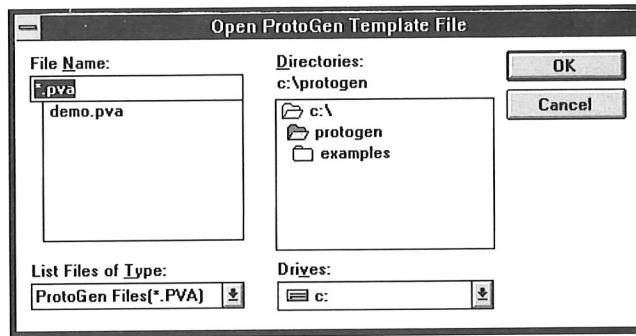 Open ProtoGen Template File
File Name:
*.pva
demo.pva
Directories:
c:\protogen
c:\
protogen
examples
OK
Cancel
List Files of Type:
ProtoGen Files(*.PVA)
Drives:
c: